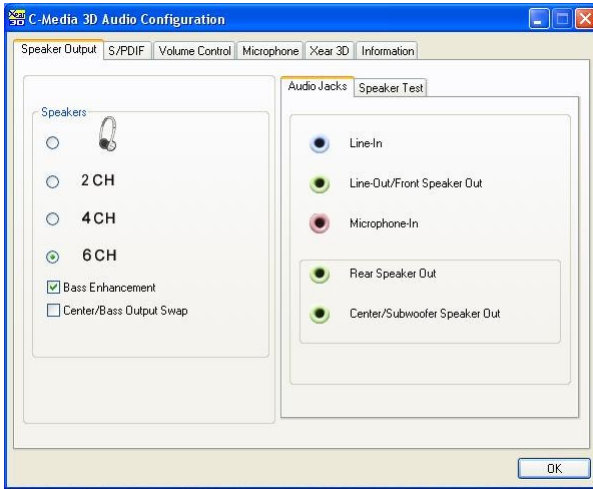 Xear 3D C-Media 3D Audio Configuration
Speaker Output S/PDIF Volume Control Microphone Xear 3D Information
Speakers
2 CH
4 CH
6 CH
Bass Enhancement
Center/Bass Output Swap
Audio Jacks Speaker Test
Line-In
Line-Out/Front Speaker Out
Microphone-In
Rear Speaker Out
Center/Subwoofer Speaker Out
OK